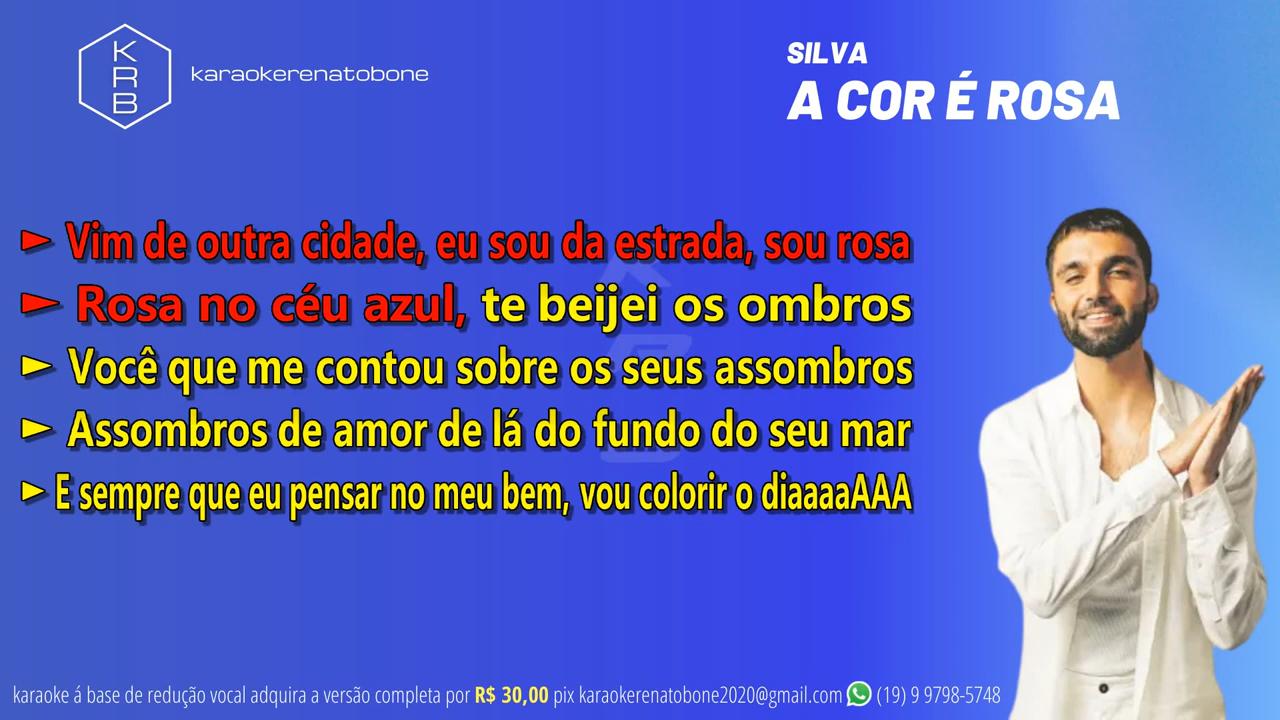 KRB
karaokerenatobone
SILVA
A COR É ROSA
► Vim de outra cidade, eu sou da estrada, sou rosa
► Rosa no céu azul, te beijei os ombros
► Você que me contou sobre os seus assombros
► Assombros de amor de lá do fundo do seu mar
► E sempre que eu pensar no meu bem, vou colorir o diaaaaAAA
karaoke á base de redução vocal adquira a versão completa por R$ 30,00 pix karaokerenatobone2020@gmail.com (19) 9 9798-5748